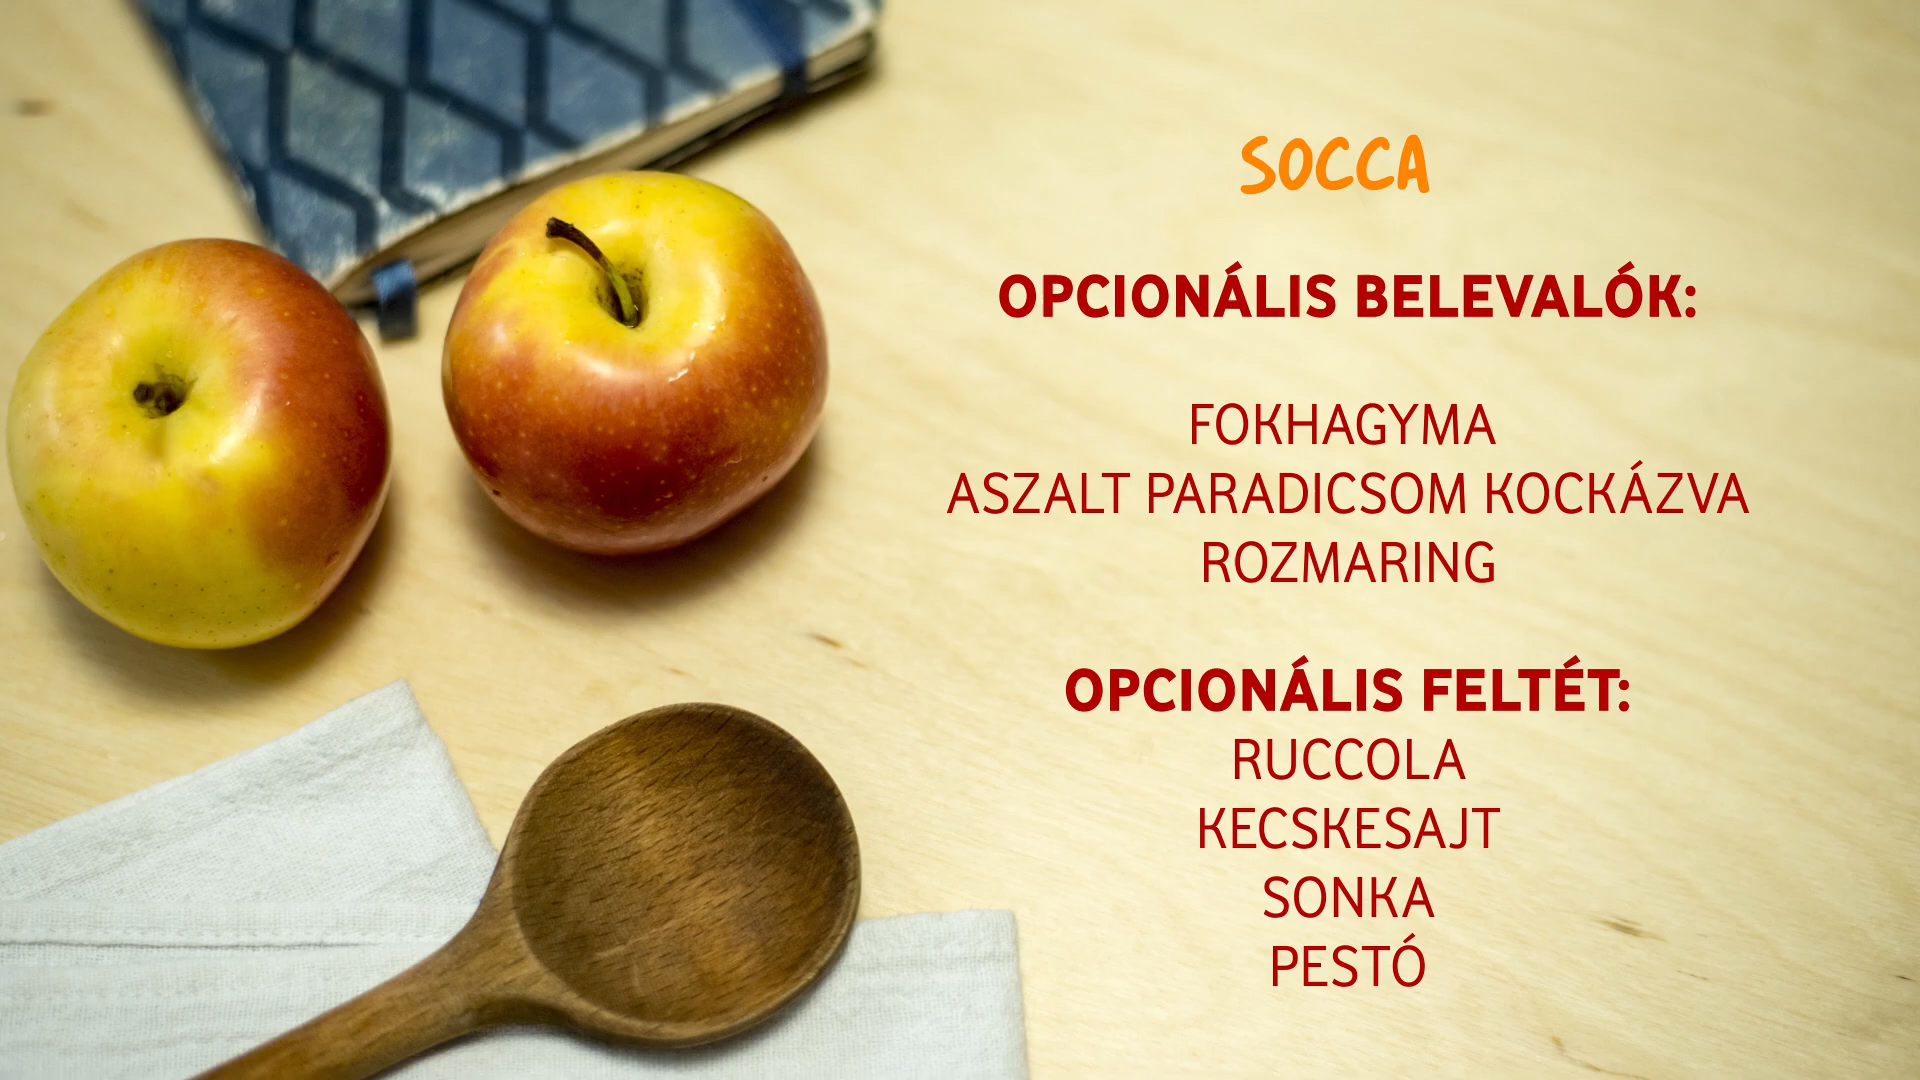 SOCCA
OPCIONÁLIS BELEVALÓK:
FOKHAGYMA
ASZALT PARADICSOM KOCKÁZVA
ROZMARING
OPCIONÁLIS FELTÉT:
RUCCOLA
KECSKESAJT
SONKA
PESTÓ